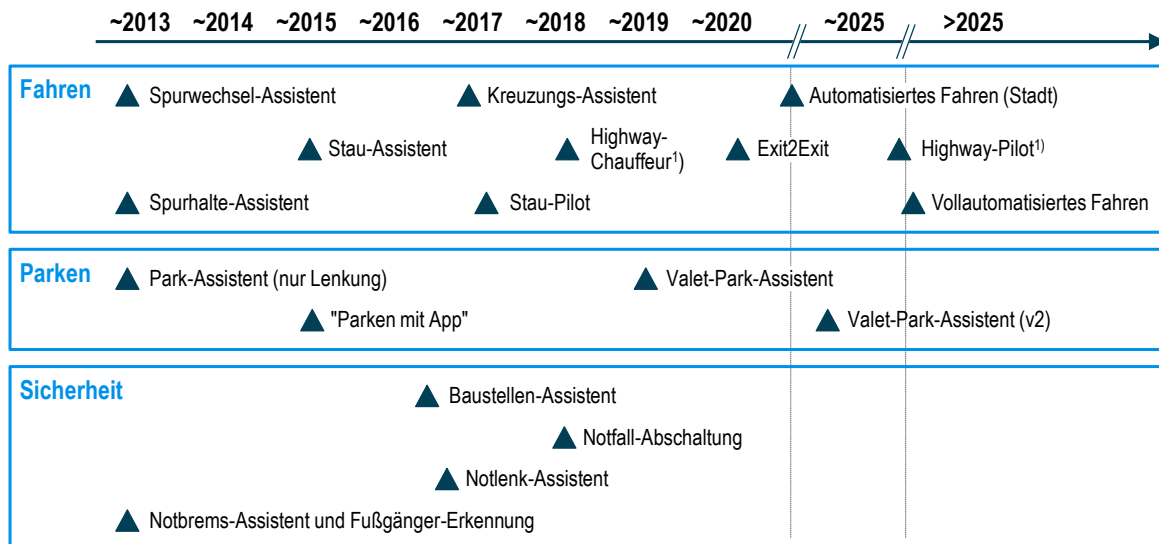 ~2013 ~2014 ~2015 ~2016 ~2017 ~2018 ~2019 ~2020 ~2025 >2025
Fahren
Spurwechsel-Assistent
Kreuzungs-Assistent
Automatisiertes Fahren (Stadt)
Stau-Assistent
Highway-
Chauffeur¹)
Exit2Exit
Highway-Pilot¹⁾
Spurhalte-Assistent
Stau-Pilot
Vollautomatisiertes Fahren
Parken
Park-Assistent (nur Lenkung)
Valet-Park-Assistent
"Parken mit App"
Valet-Park-Assistent (v2)
Sicherheit
Baustellen-Assistent
Notfall-Abschaltung
Notlenk-Assistent
Notbrems-Assistent und Fußgänger-Erkennung